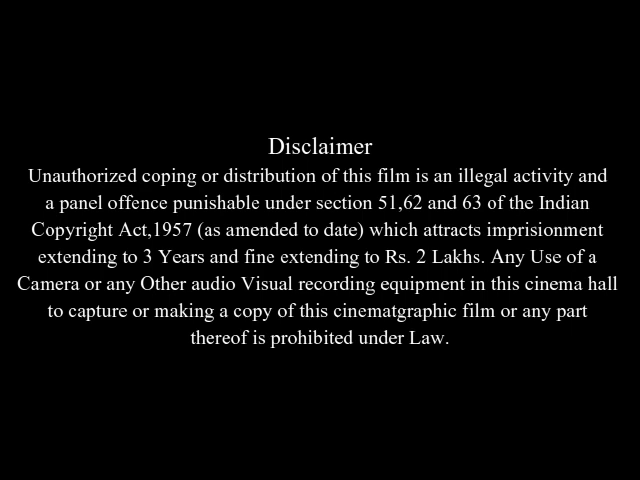 Disclaimer
Unauthorized coping or distribution of this film is an illegal activity and
a panel offence punishable under section 51,62 and 63 of the Indian
Copyright Act,1957 (as amended to date) which attracts imprisionment
extending to 3 Years and fine extending to Rs. 2 Lakhs. Any Use of a
Camera or any Other audio Visual recording equipment in this cinema hall
to capture or making a copy of this cinematgraphic film or any part
thereof is prohibited under Law.